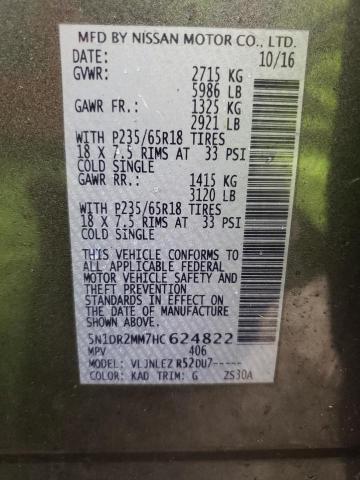 MFD BY NISSAN MOTOR CO., LTD.
DATE: 10/16
GVWR: 2715 KG
5986 LB
GAWR FR.: 1325 KG
2921 LB
WITH P235/65R18 TIRES
18 X 7.5 RIMS AT 33 PSI
COLD SINGLE
GAWR RR.: 1415 KG
3120 LB
WITH P235/65R18 TIRES
18 X 7.5 RIMS AT 33 PSI
COLD SINGLE
THIS VEHICLE CONFORMS TO
ALL APPLICABLE FEDERAL
MOTOR VEHICLE SAFETY AND
THEFT PREVENTION
STANDARDS IN EFFECT ON THE
DATE OF MANUFACTURE
SHOWN ABOVE.
5N1DR2MM7HC 624822
MPV 406
MODEL: VLJNLEZ R52DU7-----
COLOR: KAD TRIM: G ZS30A